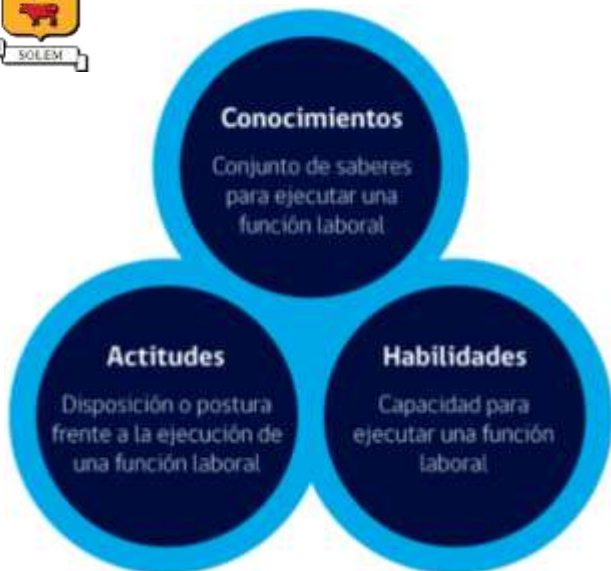 SOLEM
Conocimientos
Conjunto de saberes
para ejecutar una
función laboral
Actitudes
Disposición o postura
frente a la ejecución de
una función laboral
Habilidades
Capacidad para
ejecutar una función
laboral